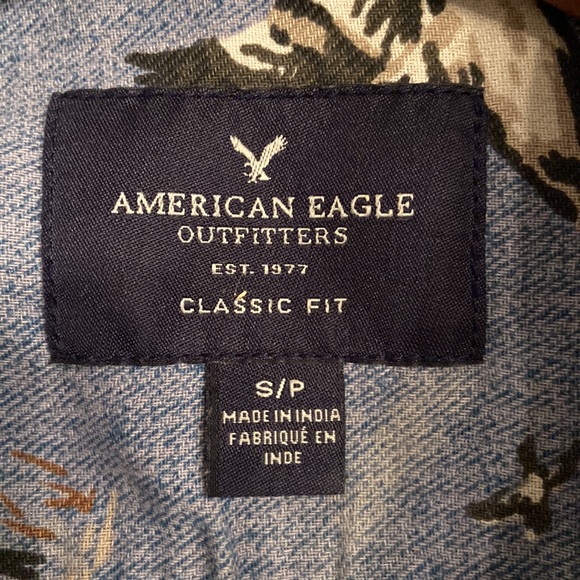 AMERICAN EAGLE
OUTFITTERS
EST. 1977
CLASSIC FIT
S/P
MADE IN INDIA
FABRIQUÉ EN
INDE